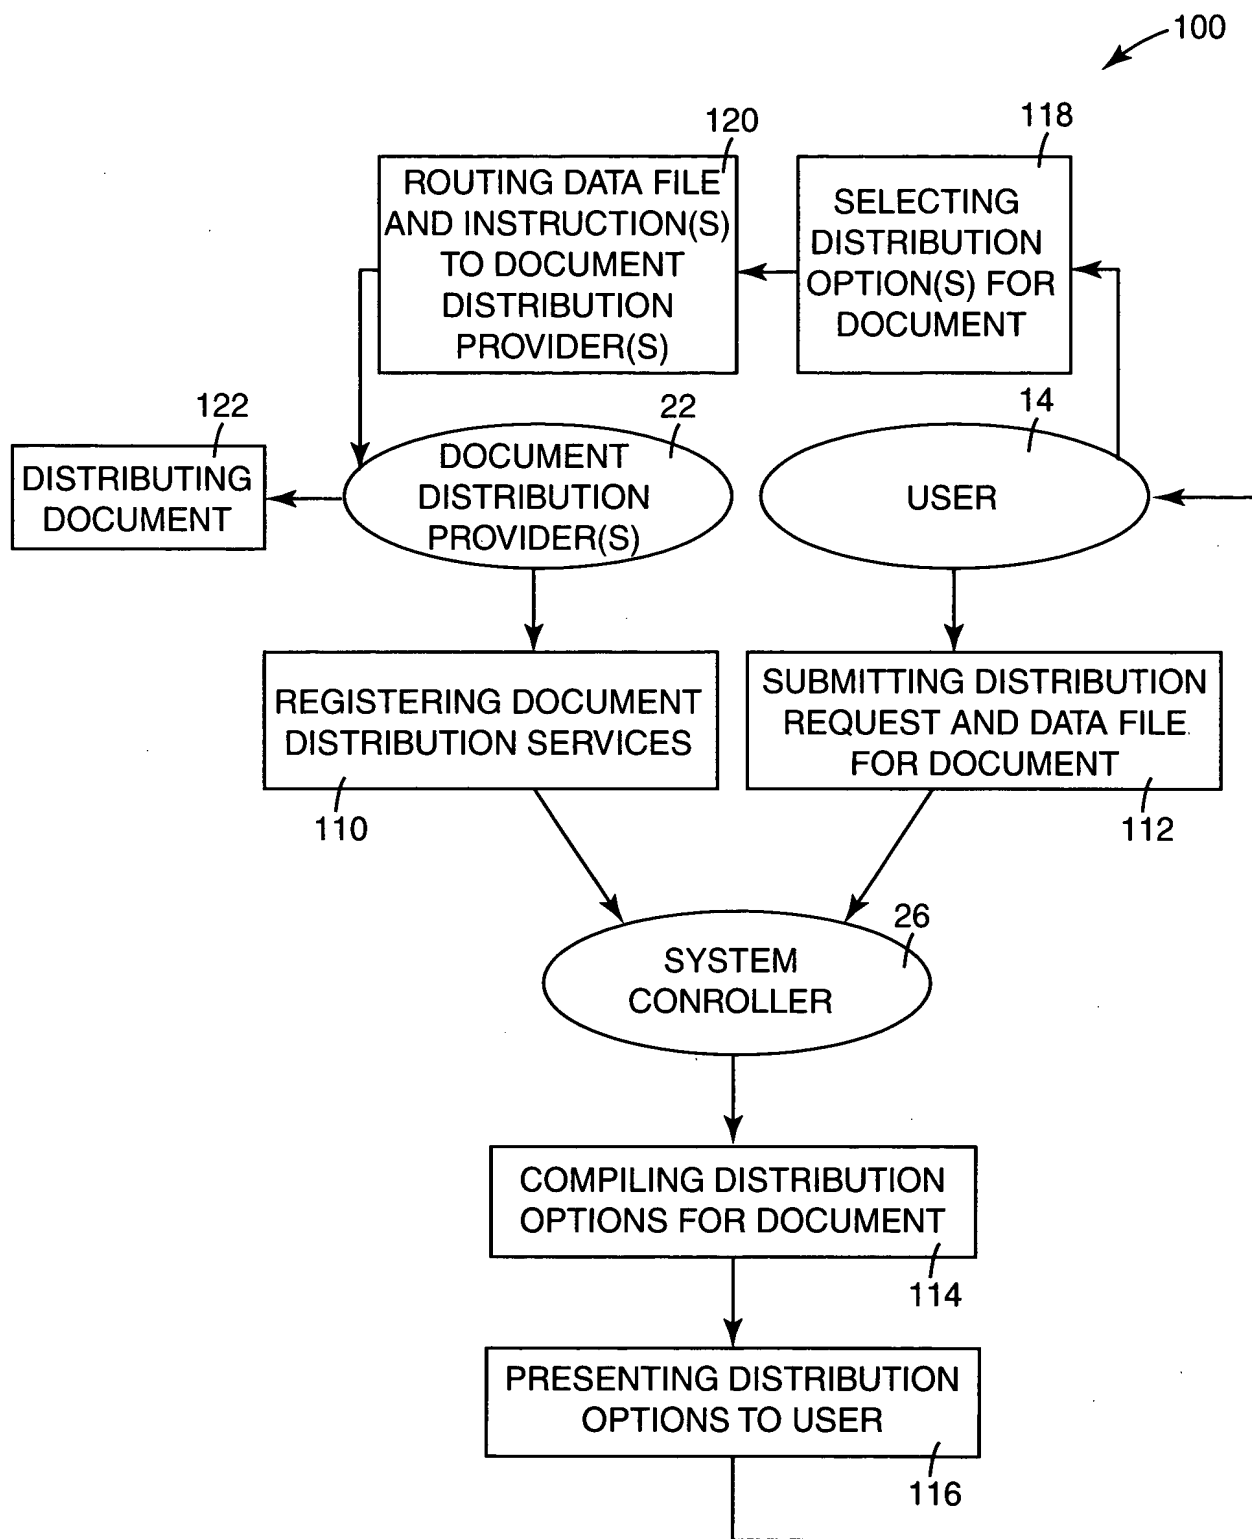 100
120
118
ROUTING DATA FILE
AND INSTRUCTION(S)
TO DOCUMENT
DISTRIBUTION
PROVIDER(S)
SELECTING
DISTRIBUTION
OPTION(S) FOR
DOCUMENT
122
22
14
DISTRIBUTING
DOCUMENT
DOCUMENT
DISTRIBUTION
PROVIDER(S)
USER
REGISTERING DOCUMENT
DISTRIBUTION SERVICES
SUBMITTING DISTRIBUTION
REQUEST AND DATA FILE
FOR DOCUMENT
110
112
26
SYSTEM
CONROLLER
COMPILING DISTRIBUTION
OPTIONS FOR DOCUMENT
114
PRESENTING DISTRIBUTION
OPTIONS TO USER
116